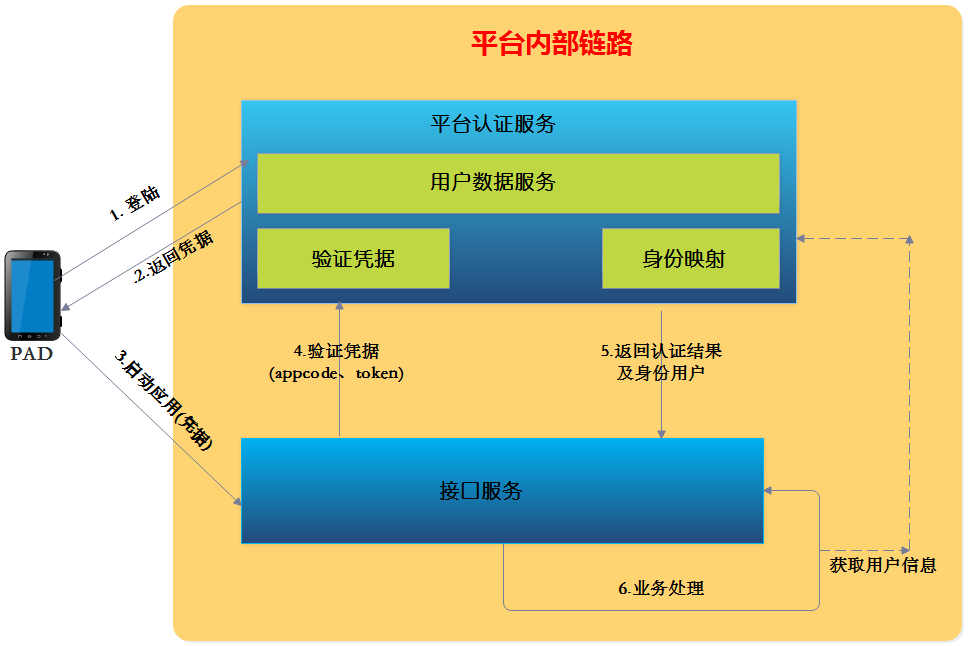 平台内部链路
平台认证服务
用户数据服务
验证凭据
身份映射
1. 登陆
.2.返回凭据
PAD
3.启动应用(凭据)
4.验证凭据
(appcode、token)
5.返回认证结果
及身份用户
接口服务
获取用户信息
6.业务处理